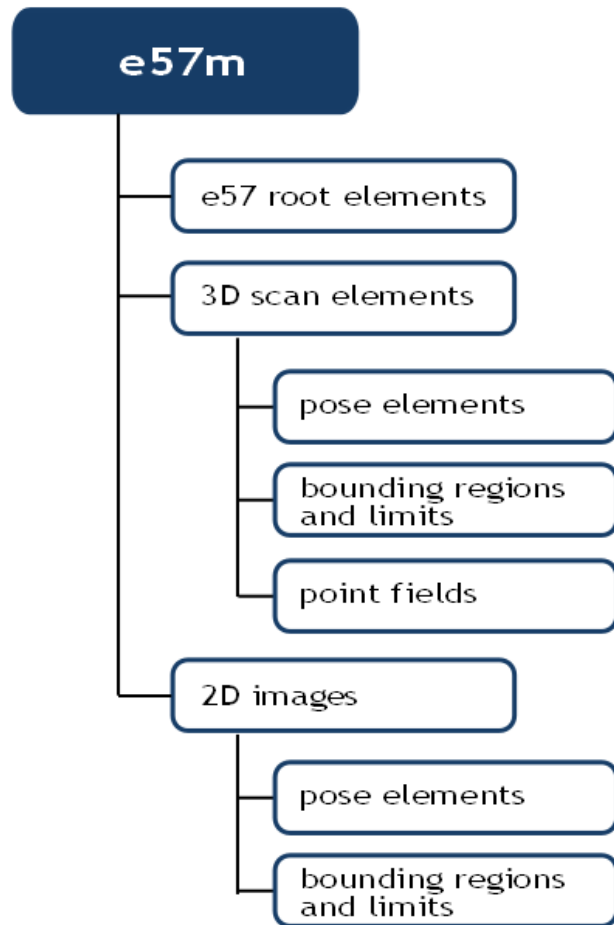 e57m
e57 root elements
3D scan elements
pose elements
bounding regions
and limits
point fields
2D images
pose elements
bounding regions
and limits